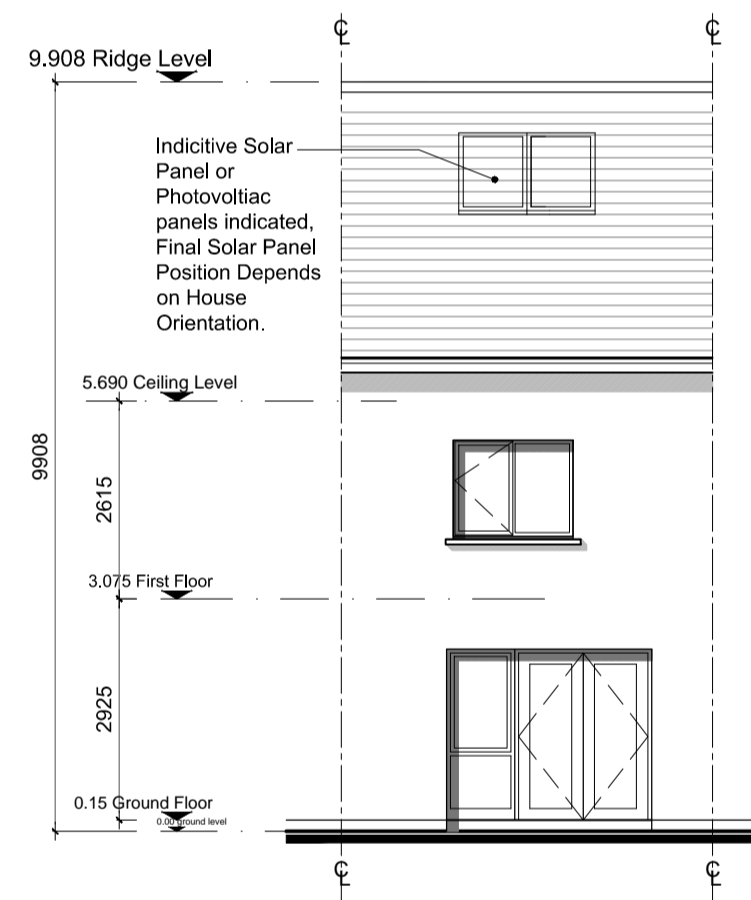 ℄ ℄
9.908 Ridge Level
Indicitive Solar
Panel or
Photovoltiac
panels indicated,
Final Solar Panel
Position Depends
on House
Orientation.
5.690 Ceiling Level
9908
2615
3.075 First Floor
2925
0.15 Ground Floor
0.00 ground level
℄ ℄